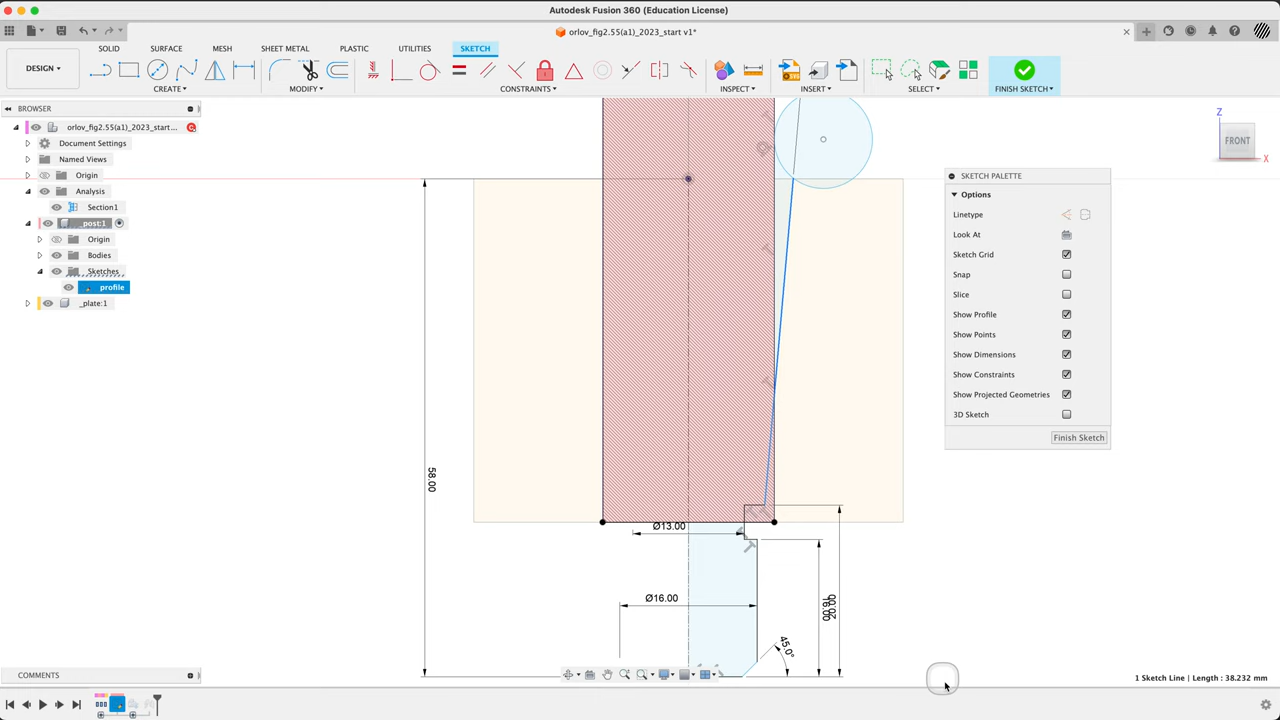 Autodesk Fusion 360 (Education License)
orlov_fig2.55(a1)_2023_start v1*
DESIGN
SOLID SURFACE MESH SHEET METAL PLASTIC UTILITIES SKETCH
CREATE MODIFY CONSTRAINTS INSPECT INSERT SELECT FINISH SKETCH
BROWSER
orlov_fig2.55(a1)_2023_start...
Document Settings
Named Views
Origin
Analysis
Section1
_post:1
Origin
Bodies
Sketches
profile
_plate:1
Z
FRONT
X
SKETCH PALETTE
Options
Linetype
Look At
Sketch Grid
Snap
Slice
Show Profile
Show Points
Show Dimensions
Show Constraints
Show Projected Geometries
3D Sketch
Finish Sketch
58.00
Ø13.00
Ø16.00
16.00
20.00
45.0°
COMMENTS
1 Sketch Line | Length : 38.232 mm